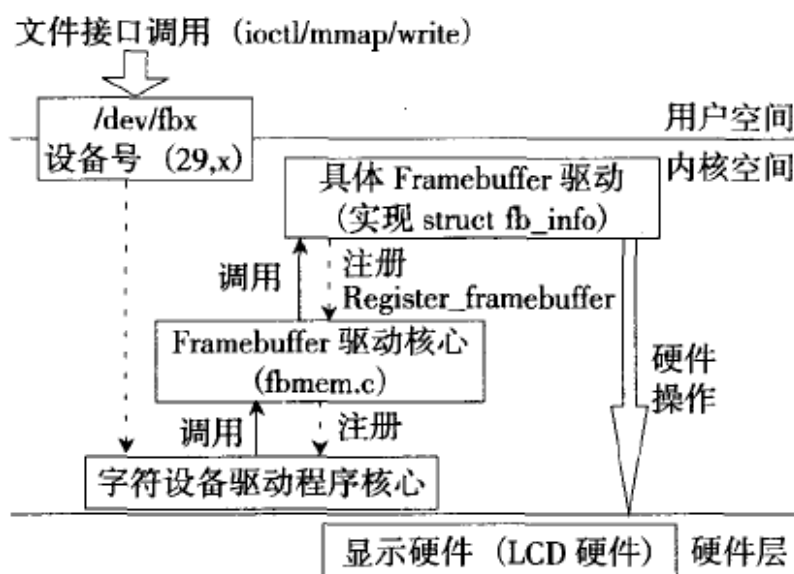 文件接口调用（ioctl/mmap/write）
/dev/fbx
设备号（29,x）
用户空间
内核空间
具体 Framebuffer 驱动
(实现 struct fb_info)
调用
注册
Register_framebuffer
Framebuffer 驱动核心
(fbmem.c)
硬件
操作
调用
注册
字符设备驱动程序核心
显示硬件（LCD 硬件）
硬件层